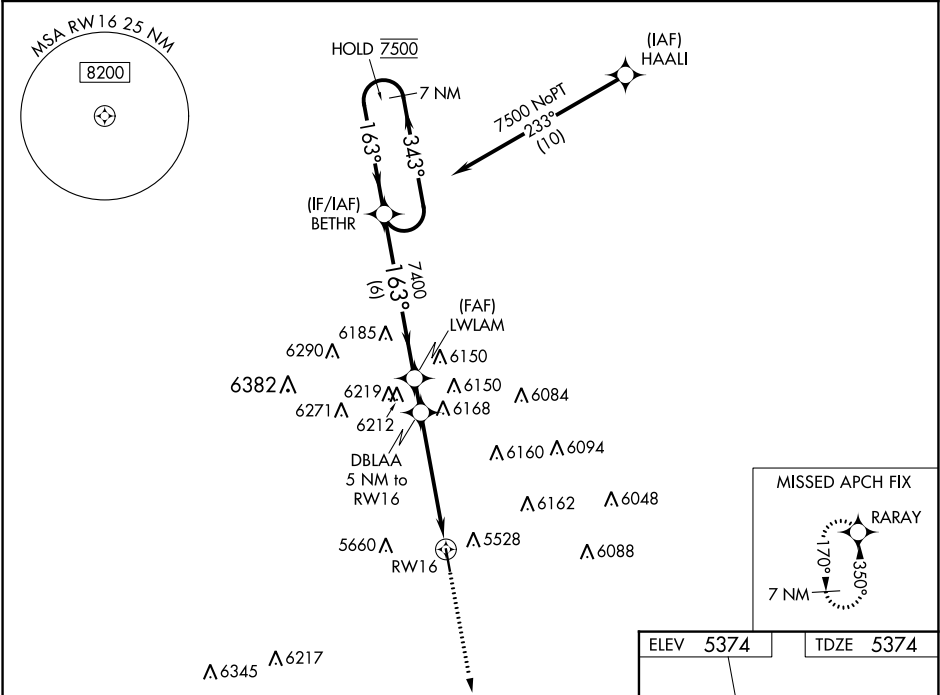 MSA RW16 25 NM
8200
HOLD 7500
7 NM
163°
343°
(IAF)
HAALI
7500 NoPT
233°
(10)
(IF/IAF)
BETHR
7400
163°
(6)
(FAF)
LWLAM
6185
6290
6150
6382
6219
6150
6084
6271
6212
6168
DBLAA
5 NM to
RW16
6160
6094
6162
6048
5660
5528
6088
RW16
MISSED APCH FIX
RARAY
170°
350°
7 NM
6345
6217
ELEV 5374
TDZE 5374